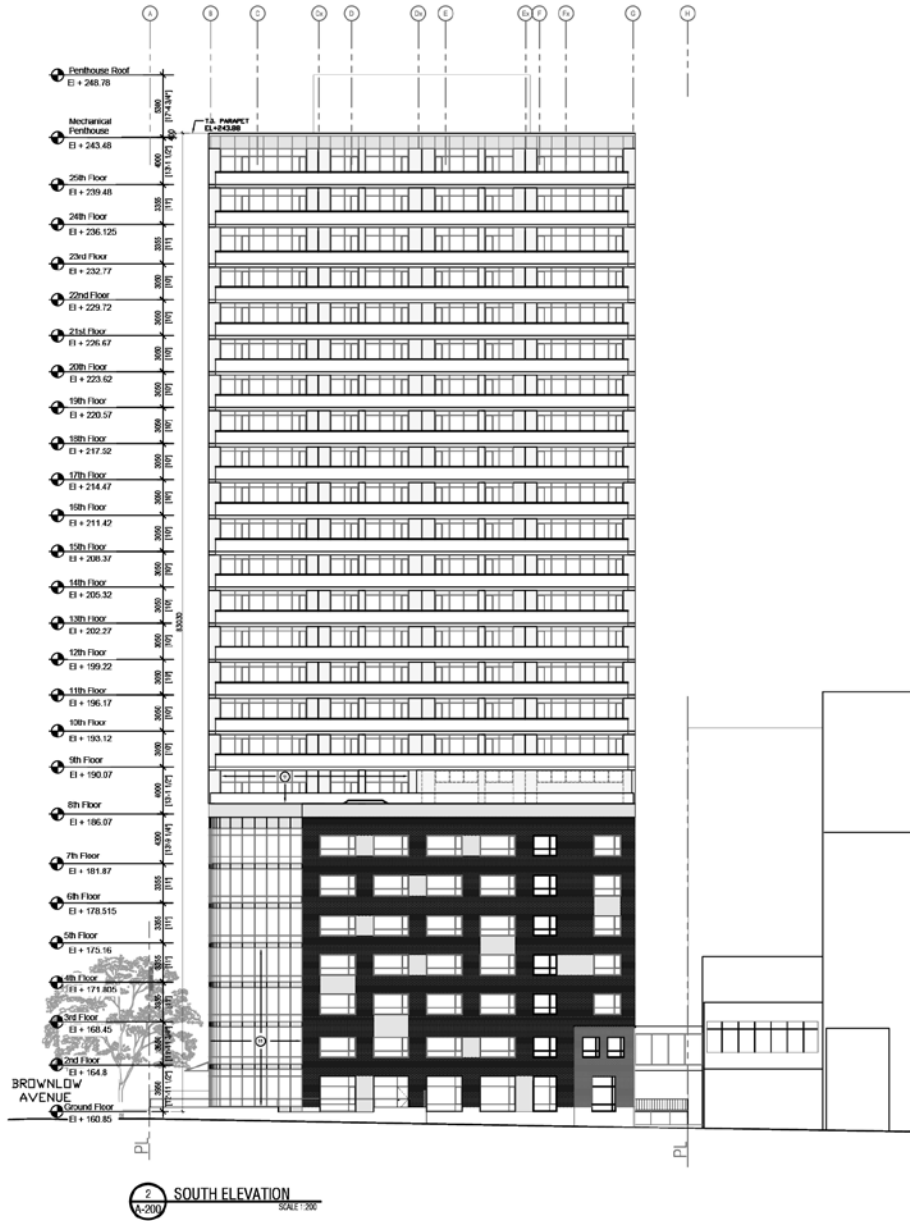 A B C Cx D Dx E Ex F Fx G H
Penthouse Roof
El + 248.78
T.O. PARAPET
EL+243.88
Mechanical
Penthouse
El + 243.48
25th Floor
El + 239.48
24th Floor
El + 236.125
23rd Floor
El + 232.77
22nd Floor
El + 229.72
21st Floor
El + 226.67
20th Floor
El + 223.62
19th Floor
El + 220.57
18th Floor
El + 217.52
17th Floor
El + 214.47
16th Floor
El + 211.42
15th Floor
El + 208.37
14th Floor
El + 205.32
13th Floor
El + 202.27
12th Floor
El + 199.22
11th Floor
El + 196.17
10th Floor
El + 193.12
9th Floor
El + 190.07
8th Floor
El + 186.07
7th Floor
El + 181.87
6th Floor
El + 178.515
5th Floor
El + 175.16
4th Floor
El + 171.805
3rd Floor
El + 168.45
2nd Floor
El + 164.8
BROWNLOW
AVENUE
Ground Floor
El + 160.85
83030
11
PL PL
2
A-200
SOUTH ELEVATION
SCALE 1:200